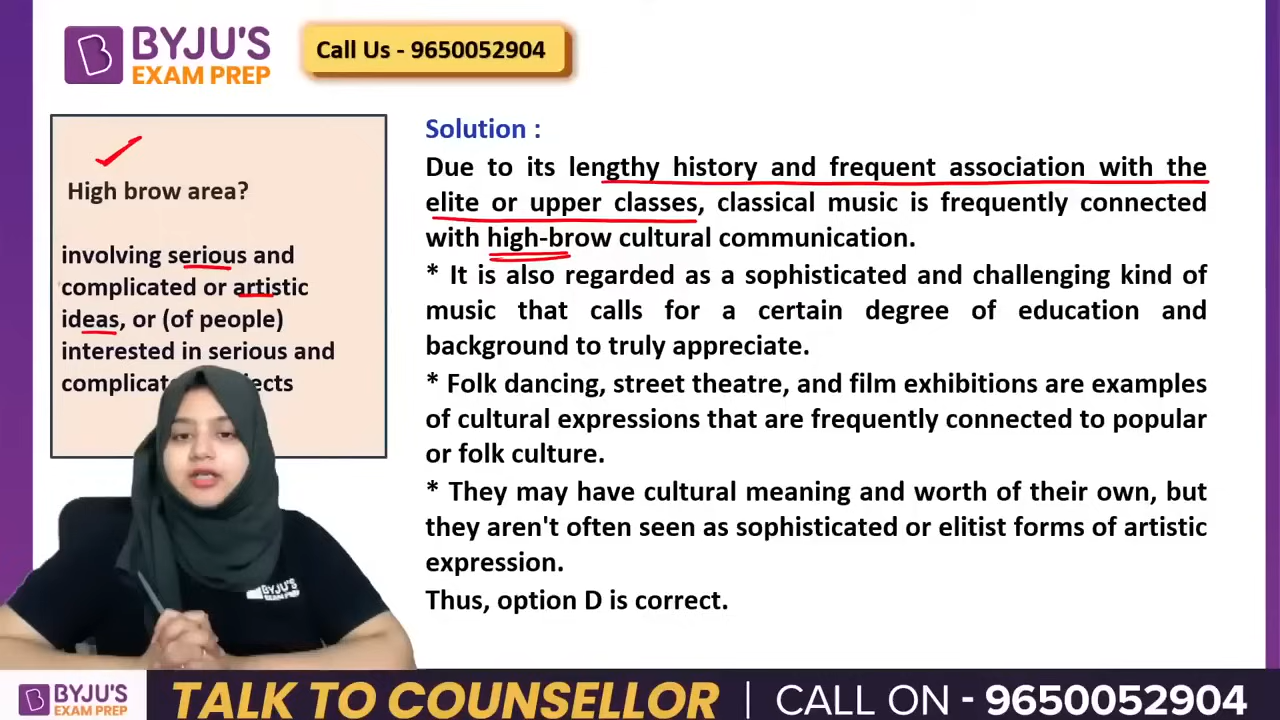 BYJU'S
EXAM PREP
Call Us - 9650052904
High brow area?
involving serious and
complicated or artistic
ideas, or (of people)
interested in serious and
Solution :
Due to its lengthy history and frequent association with the
elite or upper classes, classical music is frequently connected
with high-brow cultural communication.
* It is also regarded as a sophisticated and challenging kind of
music that calls for a certain degree of education and
background to truly appreciate.
* Folk dancing, street theatre, and film exhibitions are examples
of cultural expressions that are frequently connected to popular
or folk culture.
* They may have cultural meaning and worth of their own, but
they aren't often seen as sophisticated or elitist forms of artistic
expression.
Thus, option D is correct.
BYJU'S
EXAM PREP
BYJU'S
EXAM PREP
TALK TO COUNSELLOR | CALL ON - 9650052904